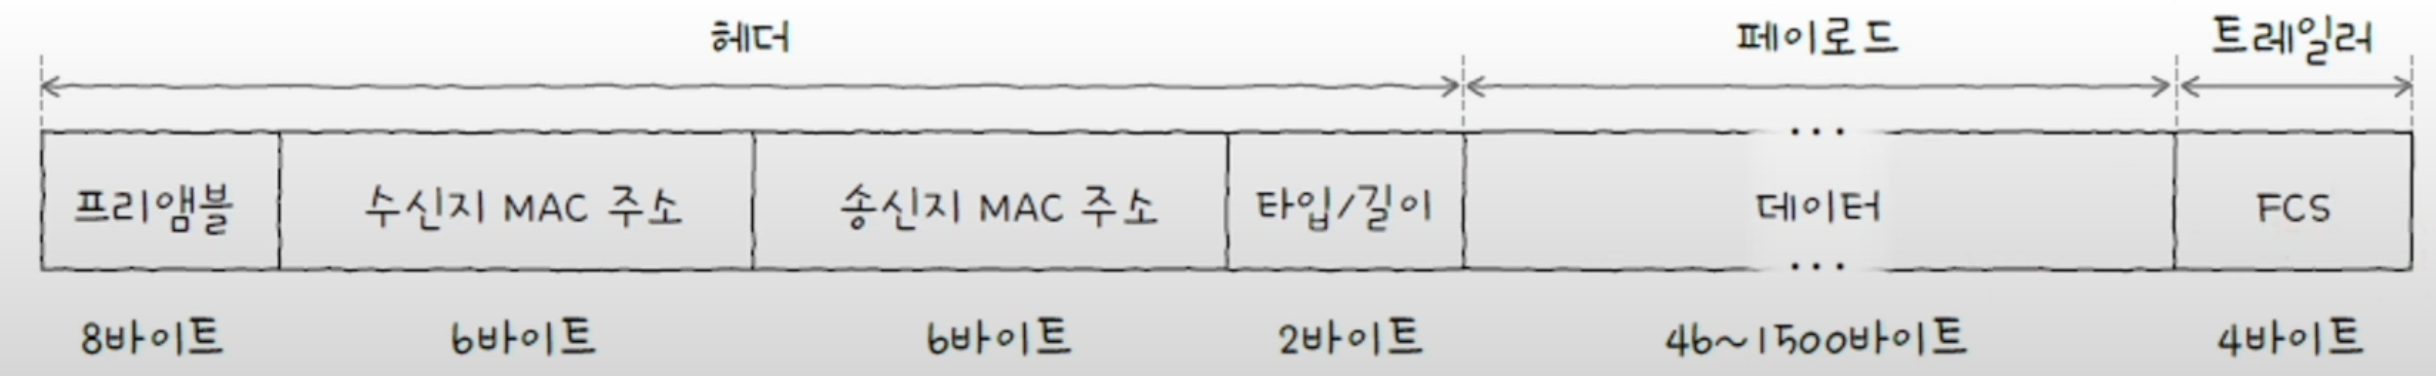 헤더 페이로드 트레일러
프리앰블 수신지 MAC 주소 송신지 MAC 주소 타입/길이 데이터 FCS
8바이트 6바이트 6바이트 2바이트 46~1500바이트 4바이트